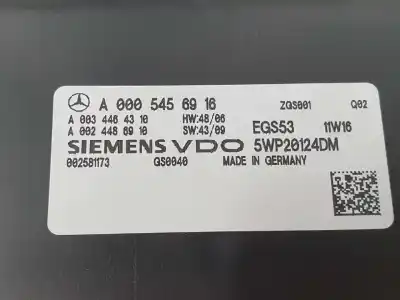 A 000 545 69 16 ZGS001 Q02
A 003 446 43 10 HW:48/06
A 002 448 69 10 SW:43/09 EGS53 11W16
SIEMENS VDO 5WP20124DM
002581173 GS0040 MADE IN GERMANY